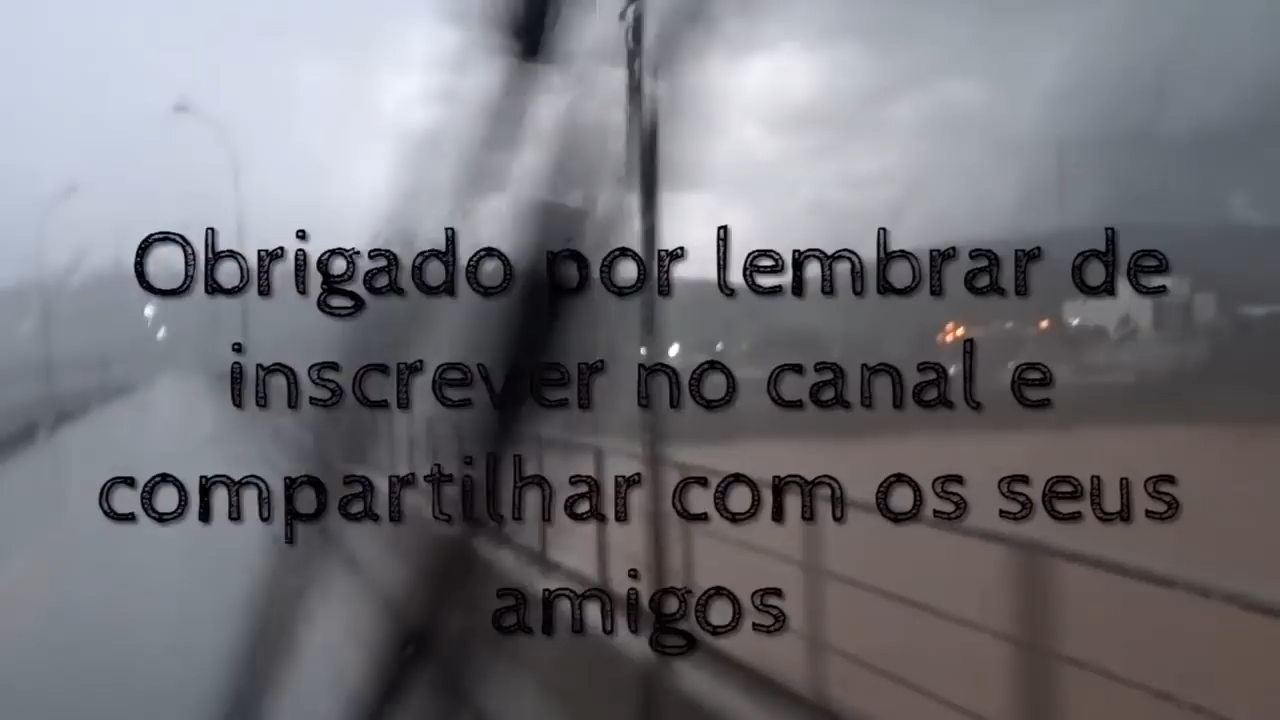 Obrigado por lembrar de
inscrever no canal e
compartilhar com os seus
amigos